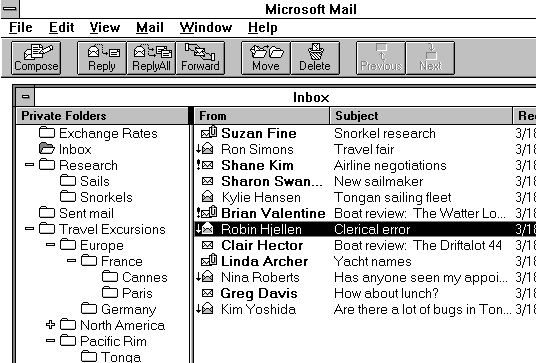 Microsoft Mail
File Edit View Mail Window Help
Compose Reply ReplyAll Forward Move Delete Previous Next
Inbox
Private Folders From Subject Re
Exchange Rates Suzan Fine Snorkel research 3/18
Inbox Ron Simons Travel fair 3/18
Research Shane Kim Airline negotiations 3/18
Sails Sharon Swan... New sailmaker 3/18
Snorkels Kylie Hansen Tongan sailing fleet 3/18
Sent mail Brian Valentine Boat review: The Watter Lo... 3/18
Travel Excursions Robin Hjellen Clerical error 3/18
Europe Clair Hector Boat review: The Driftalot 44 3/18
France Linda Archer Yacht names 3/18
Cannes Nina Roberts Has anyone seen my appoi... 3/18
Paris Greg Davis How about lunch? 3/18
Germany Kim Yoshida Are there a lot of bugs in Ton... 3/18
North America
Pacific Rim
Tonga